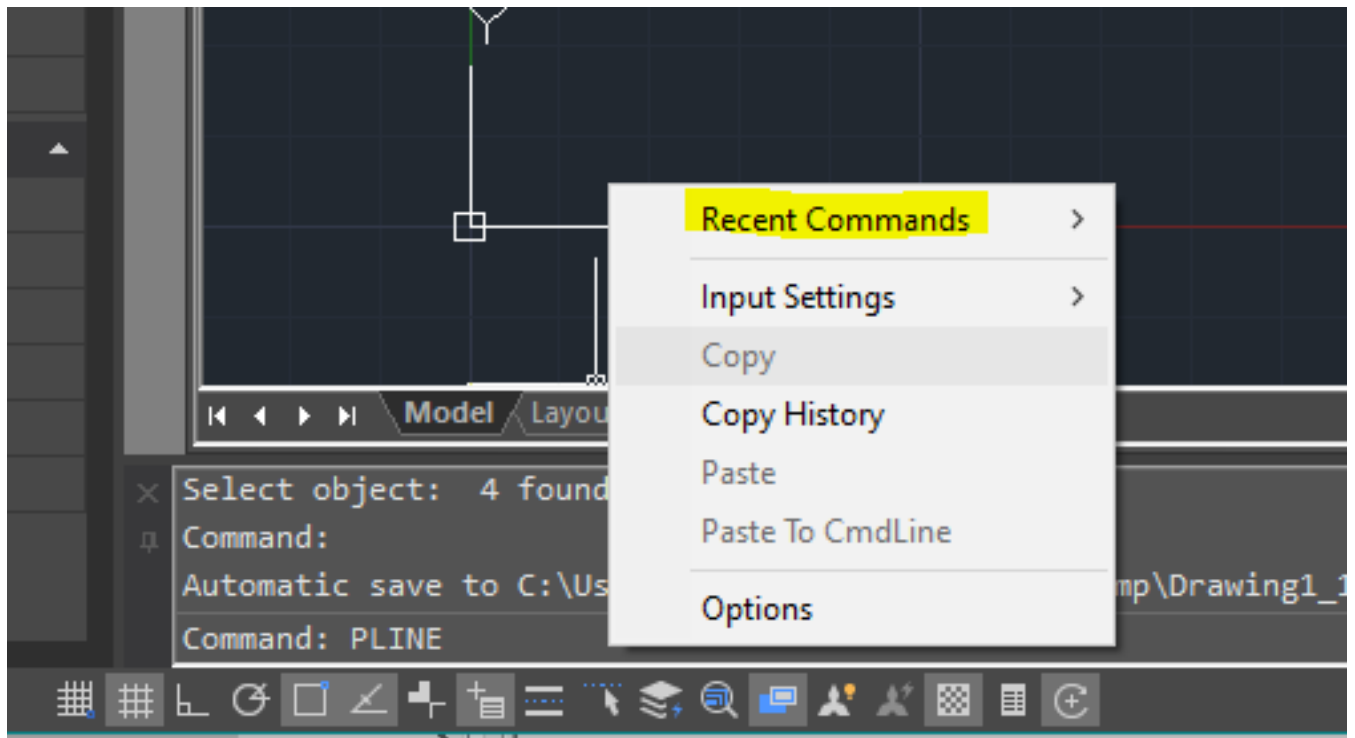 Y
Recent Commands
Input Settings
Copy
Copy History
Paste
Paste To CmdLine
Options
Model Layou
Select object: 4 found
Command:
Automatic save to C:\Us mp\Drawing1_1
Command: PLINE